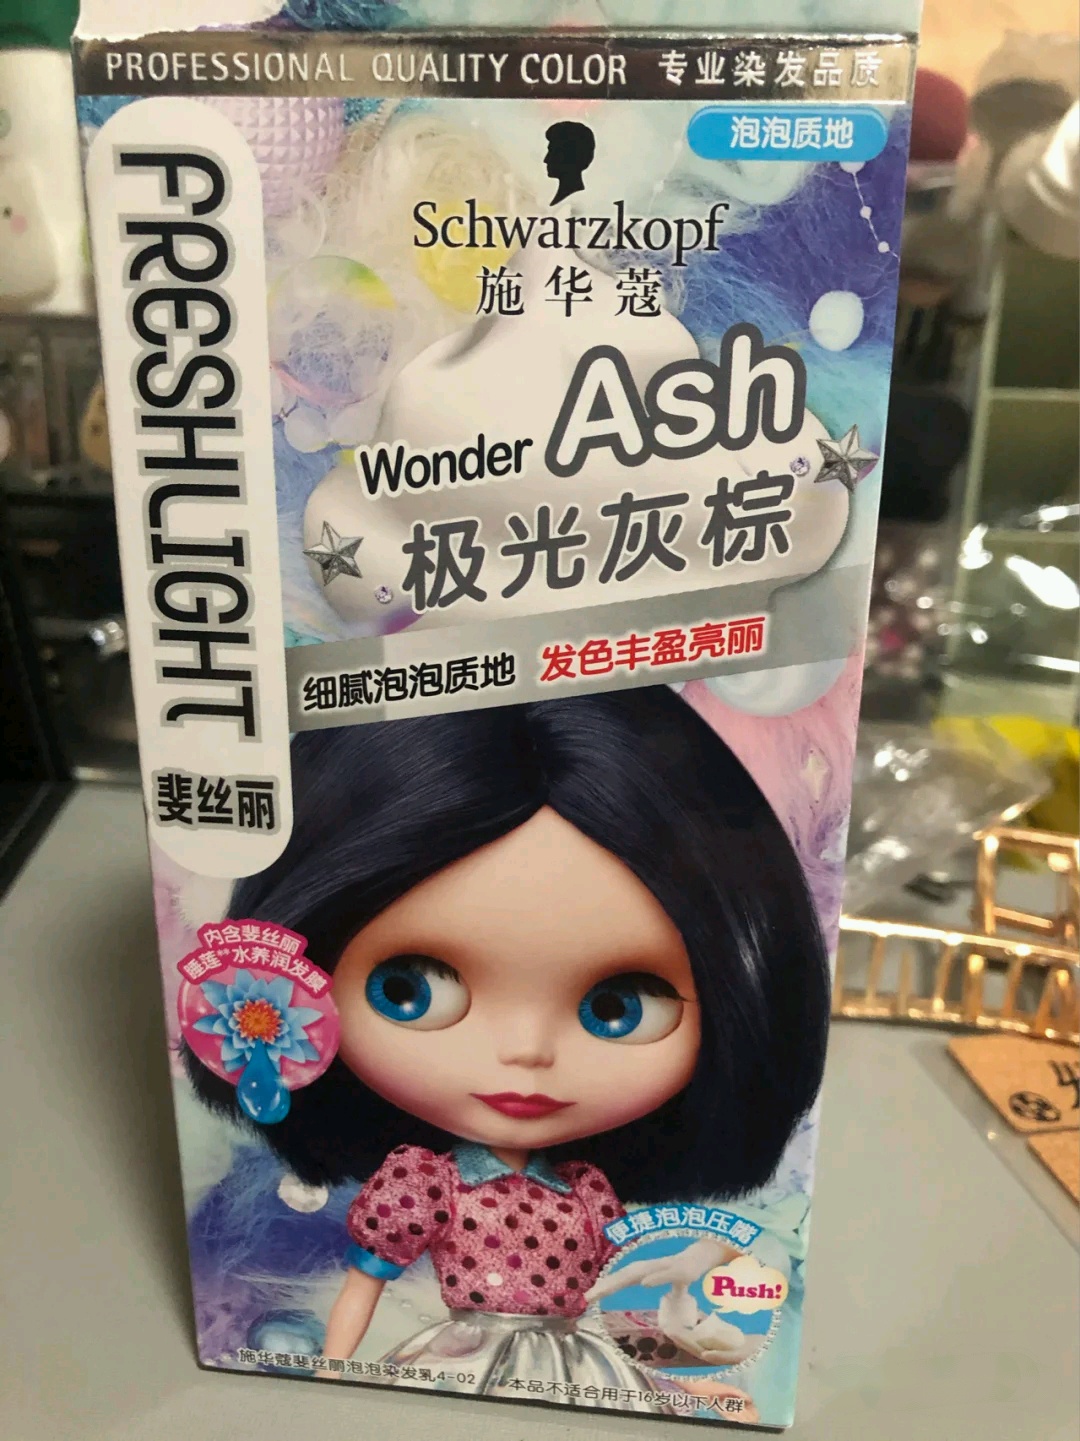 PROFESSIONAL QUALITY COLOR 专业染发品质
泡泡质地
Schwarzkopf
施华蔻
FRESHLIGHT
斐丝丽
Wonder Ash
极光灰棕
细腻泡泡质地 发色丰盈亮丽
内含斐丝丽
睡莲**水养润发膜
便捷泡泡压嘴
Push!
施华蔻斐丝丽泡泡染发乳4-02 本品不适合用于16岁以下人群